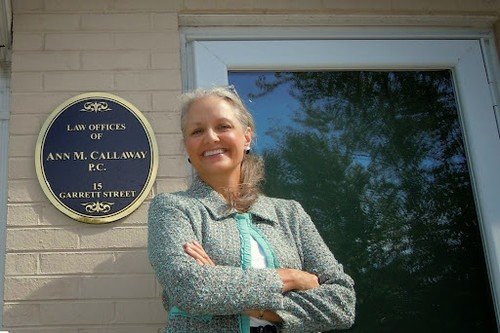 LAW OFFICES
OF
ANN M. CALLAWAY
P.C.
15
GARRETT STREET